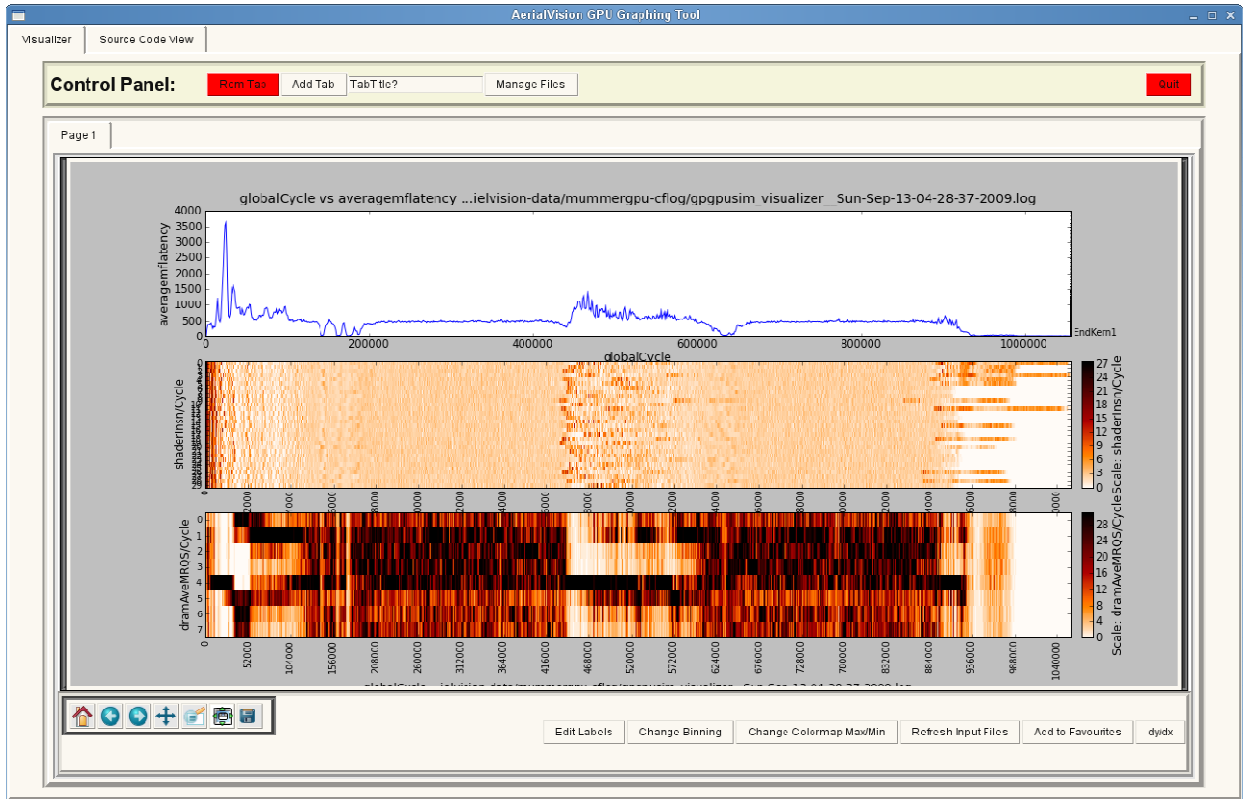 AerialVision GPU Graphing Tool
Visualizer Source Code View
Control Panel: Rem Tab Add Tab TabTitle? Manage Files Quit
Page 1
globalCycle vs averagemflatency ...ielvision-data/mummergpu-cflog/gpgpusim_visualizer__Sun-Sep-13-04-28-37-2009.log
averagemflatency
4000
3500
3000
2500
2000
1500
1000
500
0
0 200000 400000 600000 800000 1000000
EndKern1
globalCycle
shaderInsn/Cycle
27
24
21
18
15
12
9
6
3
0
Scale: shaderInsn/Cycle
dramAveMRQS/Cycle
0
1
2
3
4
5
6
7
28
24
20
16
12
8
4
0
Scale: dramAveMRQS/Cycle
0 52000 104000 156000 208000 260000 312000 364000 416000 468000 520000 572000 624000 676000 728000 780000 832000 884000 936000 988000 1040000
Edit Labels Change Binning Change Colormap Max/Min Refresh Input Files Add to Favourites dy/dx